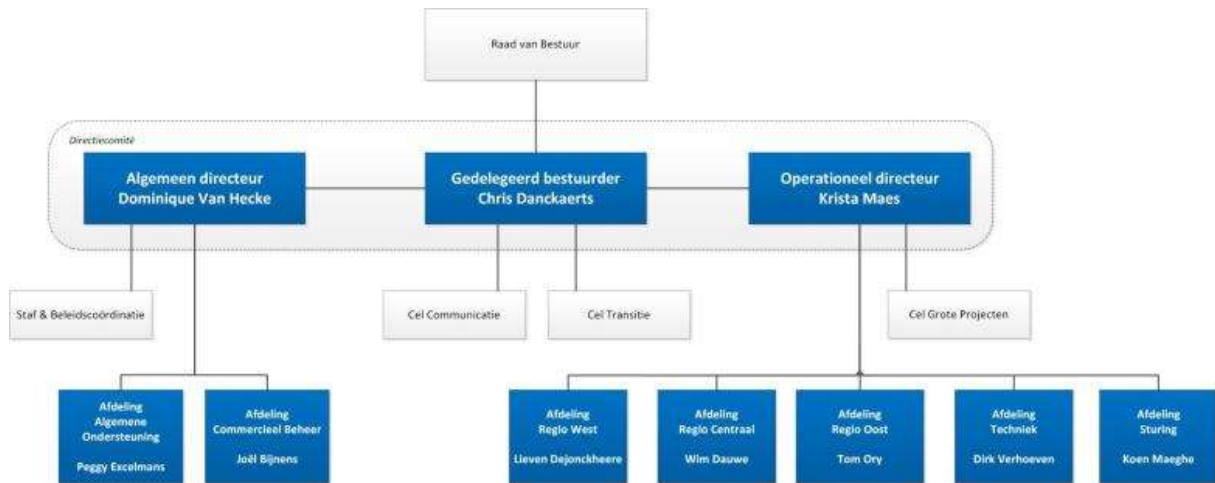 Raad van Bestuur
Directiecomité
Algemeen directeur
Dominique Van Hecke
Gedelegeerd bestuurder
Chris Danckaerts
Operationeel directeur
Krista Maes
Staf & Beleidscoördinatie
Cel Communicatie
Cel Transitie
Cel Grote Projecten
Afdeling
Algemene
Ondersteuning
Peggy Excelmans
Afdeling
Commercieel Beheer
Joël Bijnens
Afdeling
Regio West
Lieven Dejonckheere
Afdeling
Regio Centraal
Wim Dauwe
Afdeling
Regio Oost
Tom Ory
Afdeling
Techniek
Dirk Verhoeven
Afdeling
Sturing
Koen Maeghe